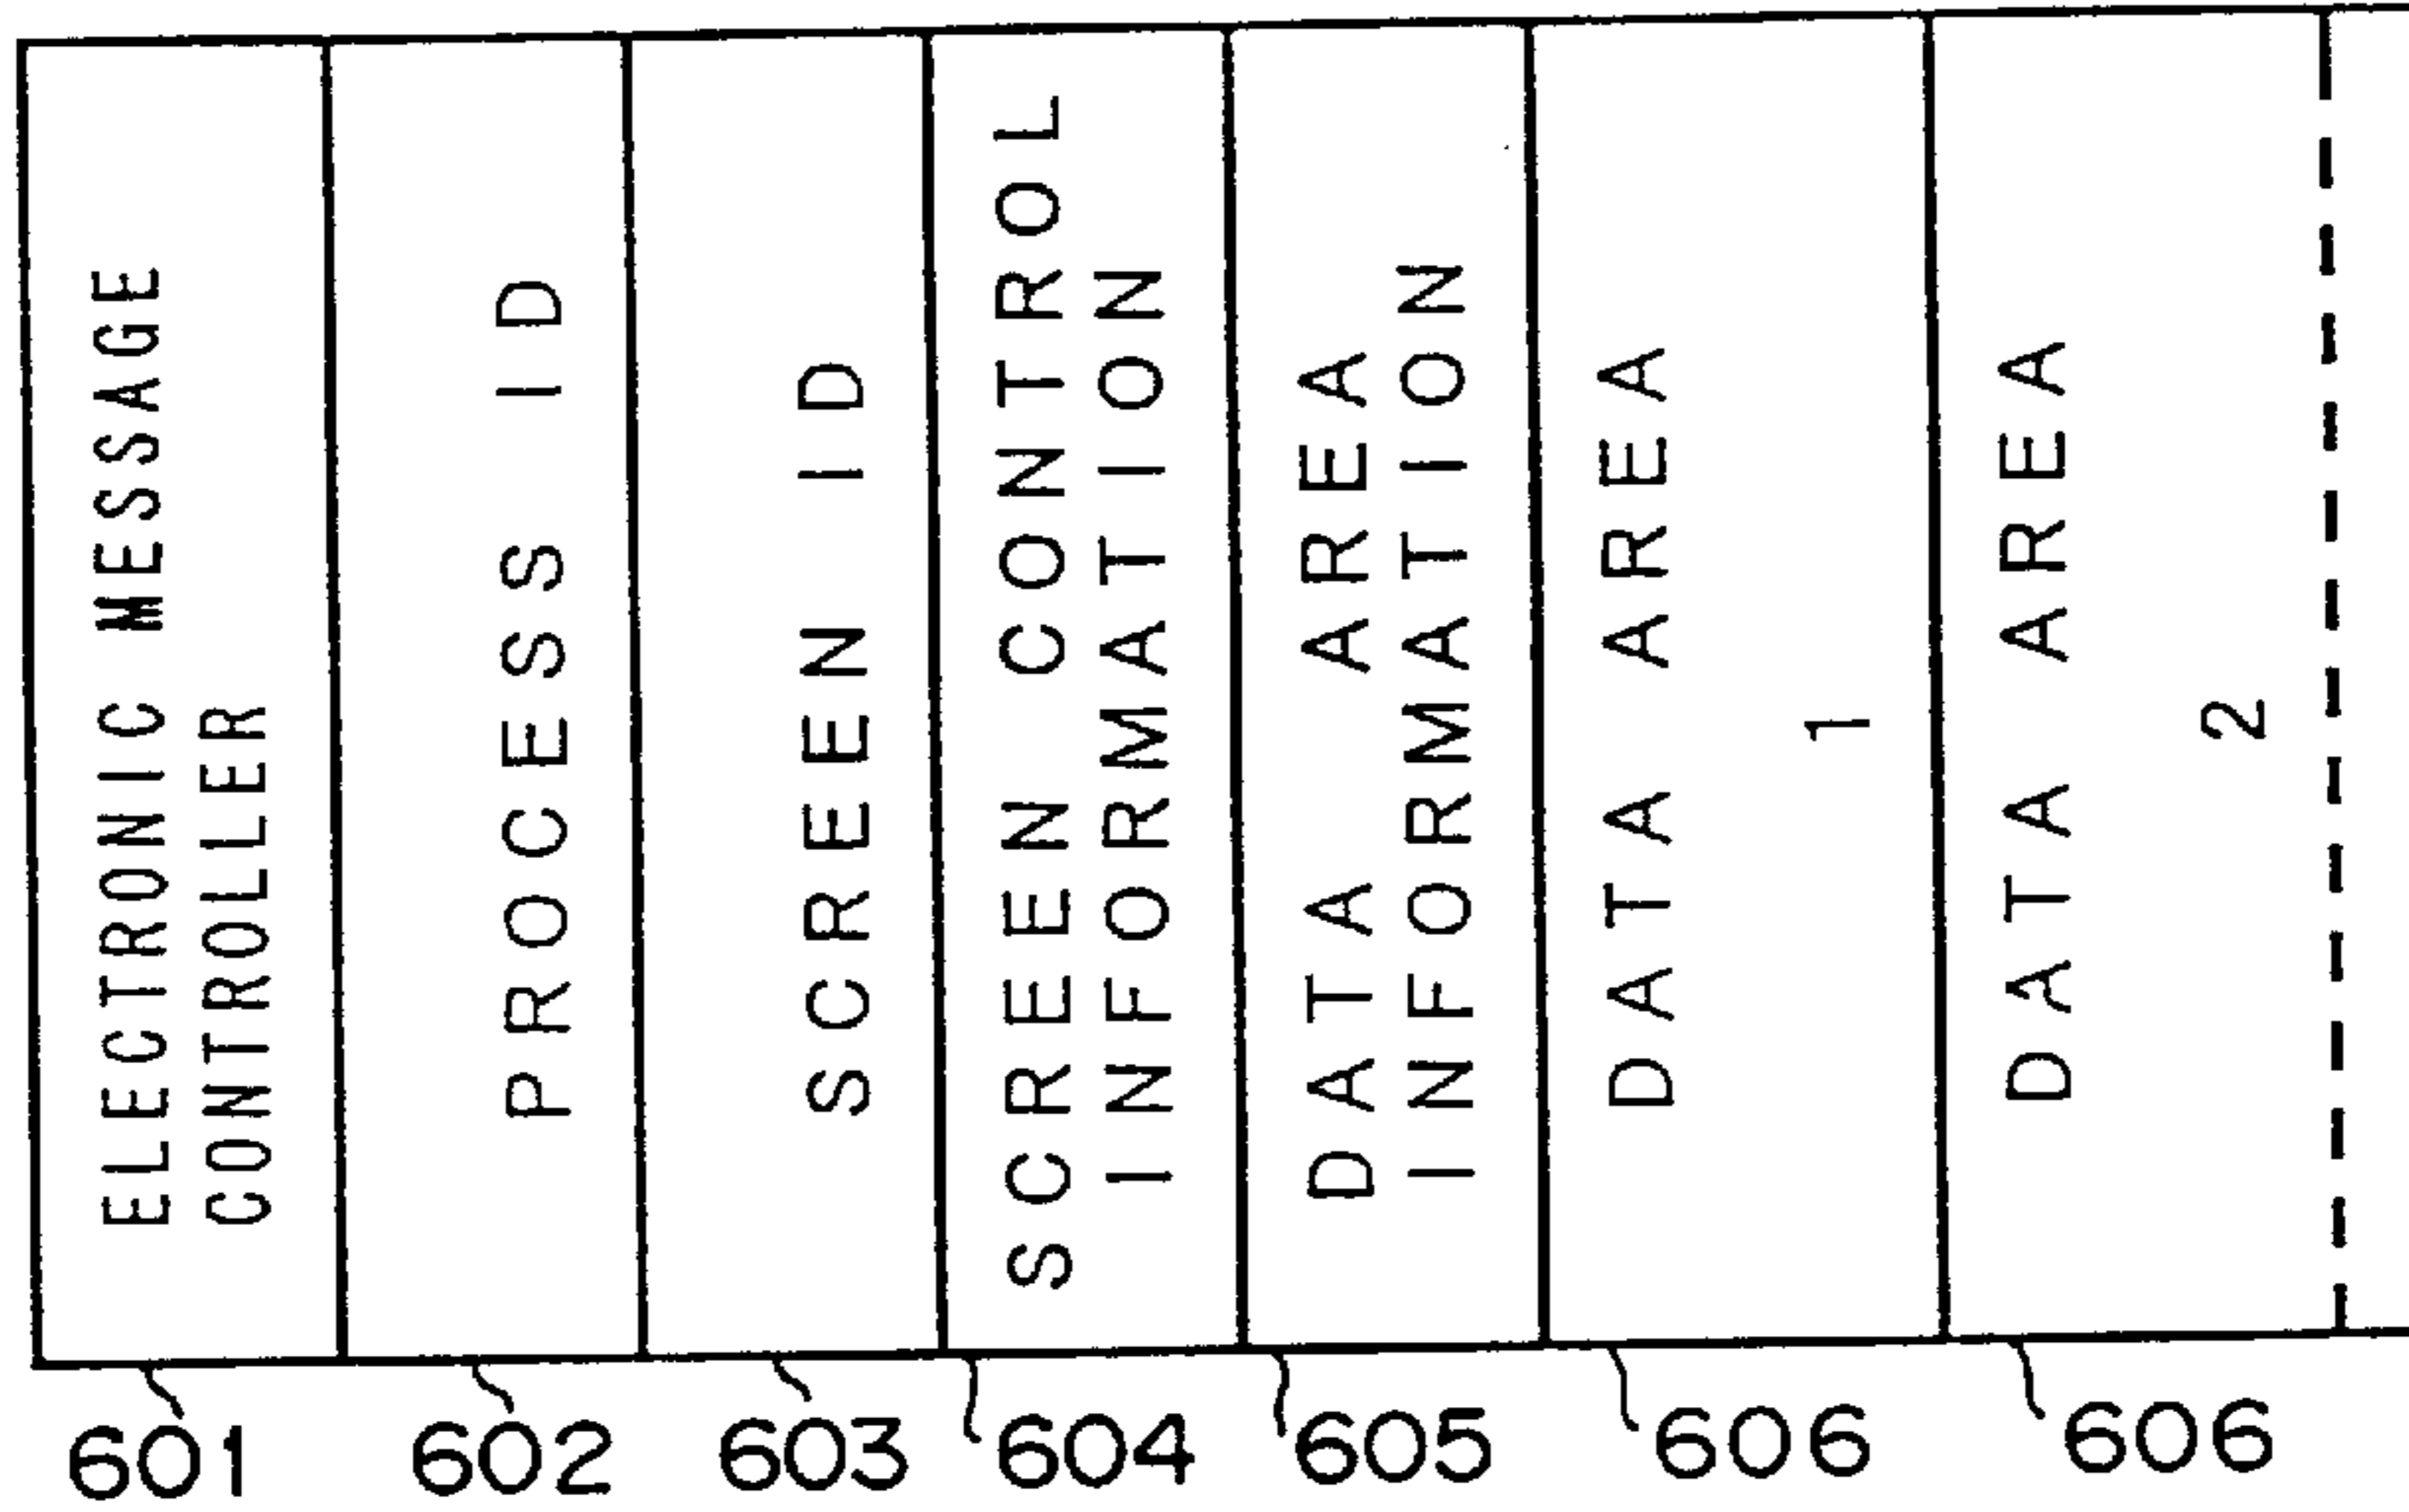 ELECTRONIC MESSAGE
CONTROLLER
PROCESS ID
SCREEN ID
SCREEN CONTROL
INFORMATION
DATA AREA
INFORMATION
DATA AREA
1
DATA AREA
2
601
602
603
604
605
606
606